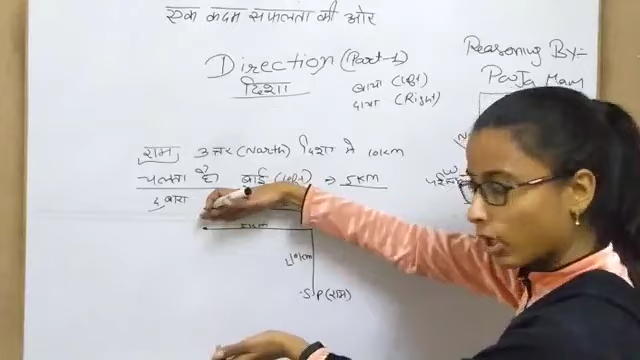 एक कदम सफलता की ओर
Direction (Part-1)
दिशा
बाया (left)
दाया (Right)
Reasoning By:-
Pooja Mam
राम उत्तर (North) दिशा मे 10km
चलता है बाई (left) → 5km
दुबारा
5km
10km
S.P (राम)